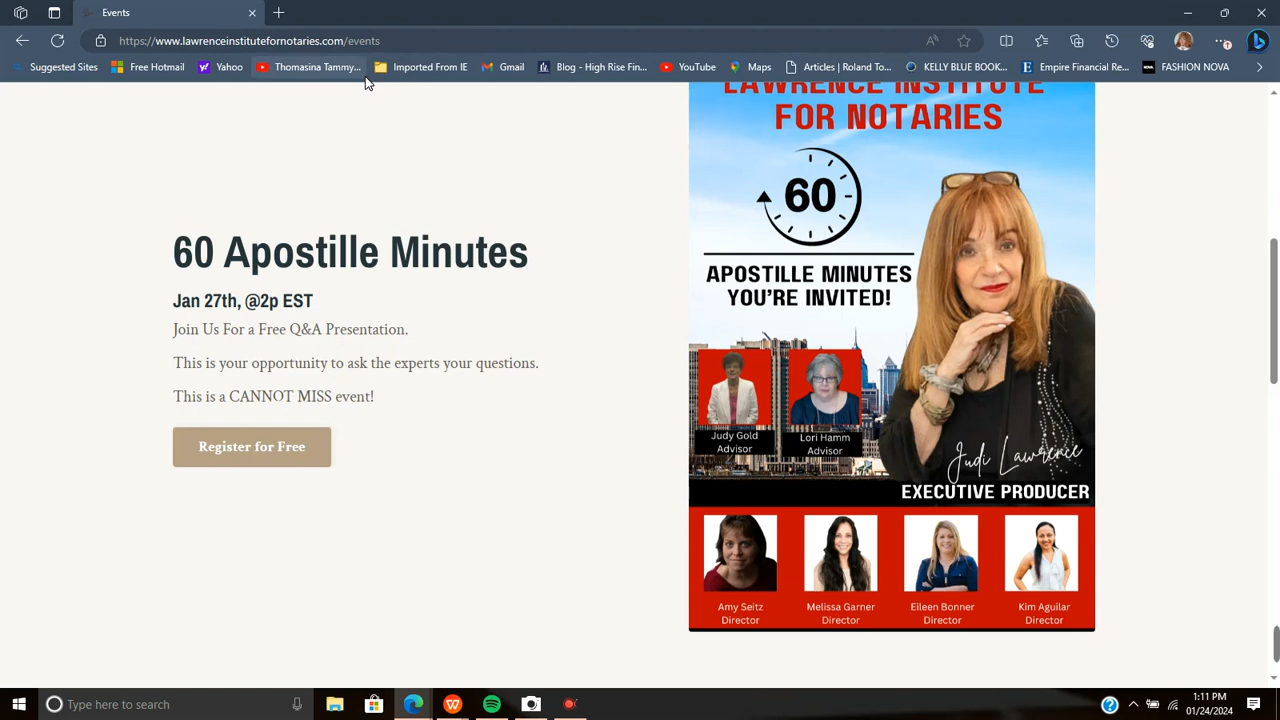 Events
https://www.lawrenceinstitutefornotaries.com/events
Suggested Sites
Free Hotmail
Yahoo
Thomasina Tammy...
Imported From IE
Gmail
Blog - High Rise Fin...
YouTube
Maps
Articles | Roland To...
KELLY BLUE BOOK...
Empire Financial Re...
FASHION NOVA
LAWRENCE INSTITUTE
FOR NOTARIES
60
APOSTILLE MINUTES
YOU'RE INVITED!
60 Apostille Minutes
Jan 27th, @2p EST
Join Us For a Free Q&A Presentation.
This is your opportunity to ask the experts your questions.
This is a CANNOT MISS event!
Register for Free
Judy Gold
Advisor
Lori Hamm
Advisor
Judi Lawrence
EXECUTIVE PRODUCER
Amy Seitz
Director
Melissa Garner
Director
Eileen Bonner
Director
Kim Aguilar
Director
Type here to search
1:11 PM
01/24/2024